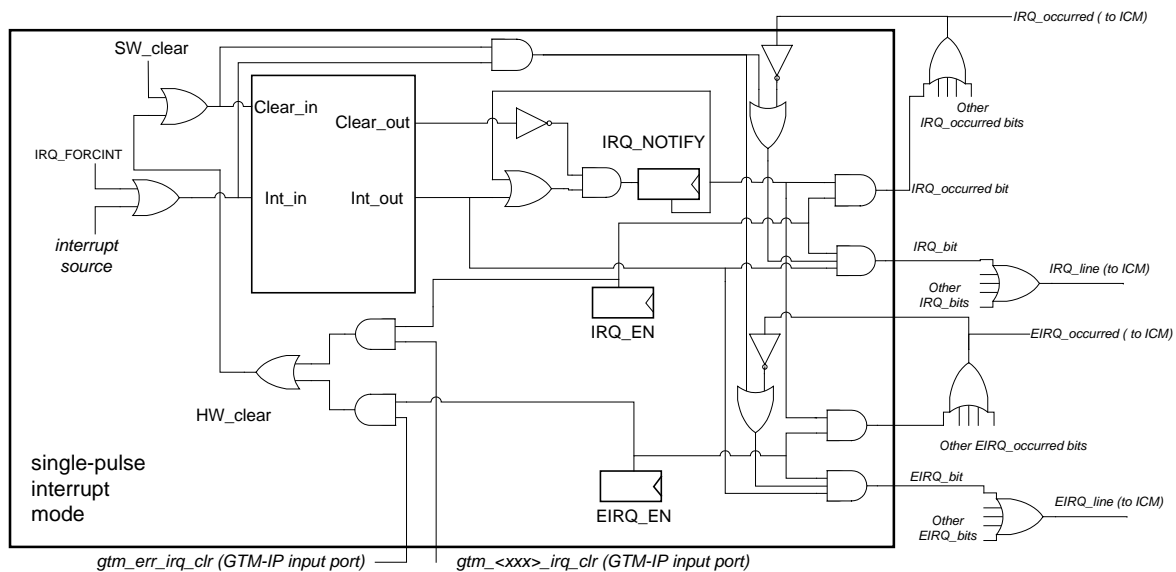 IRQ_occurred ( to ICM)
SW_clear
Clear_in
Clear_out
IRQ_NOTIFY
Other
IRQ_occurred bits
IRQ_FORCINT
Int_in
Int_out
IRQ_occurred bit
interrupt
source
IRQ_bit
IRQ_line (to ICM)
Other
IRQ_bits
IRQ_EN
EIRQ_occurred ( to ICM)
HW_clear
Other EIRQ_occurred bits
single-pulse
interrupt
mode
EIRQ_EN
EIRQ_bit
EIRQ_line (to ICM)
Other
EIRQ_bits
gtm_err_irq_clr (GTM-IP input port)
gtm_<xxx>_irq_clr (GTM-IP input port)